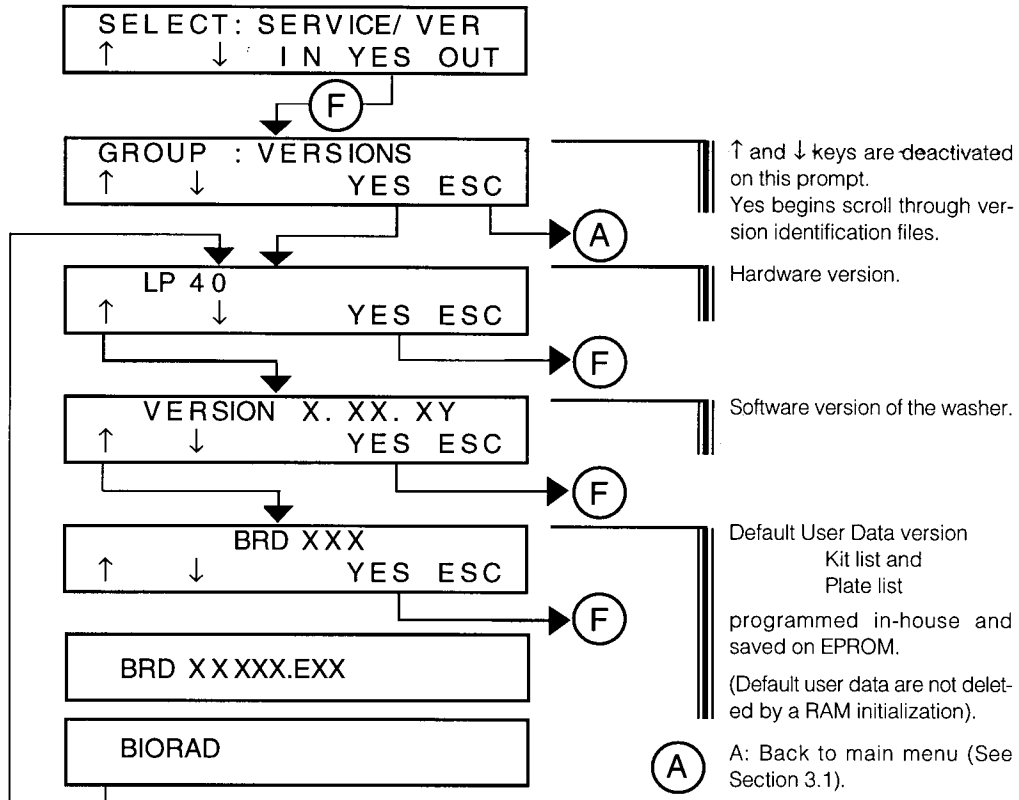 SELECT: SERVICE/ VER
↑ ↓ IN YES OUT
F
GROUP : VERSIONS
↑ ↓ YES ESC
↑ and ↓ keys are deactivated
on this prompt.
Yes begins scroll through ver-
sion identification files.
A
LP 40
↑ ↓ YES ESC
Hardware version.
F
VERSION X. XX. XY
↑ ↓ YES ESC
Software version of the washer.
F
BRD XXX
↑ ↓ YES ESC
Default User Data version
Kit list and
Plate list
programmed in-house and
saved on EPROM.
(Default user data are not delet-
ed by a RAM initialization).
F
BRD XXXXX.EXX
BIORAD
A
A: Back to main menu (See
Section 3.1).